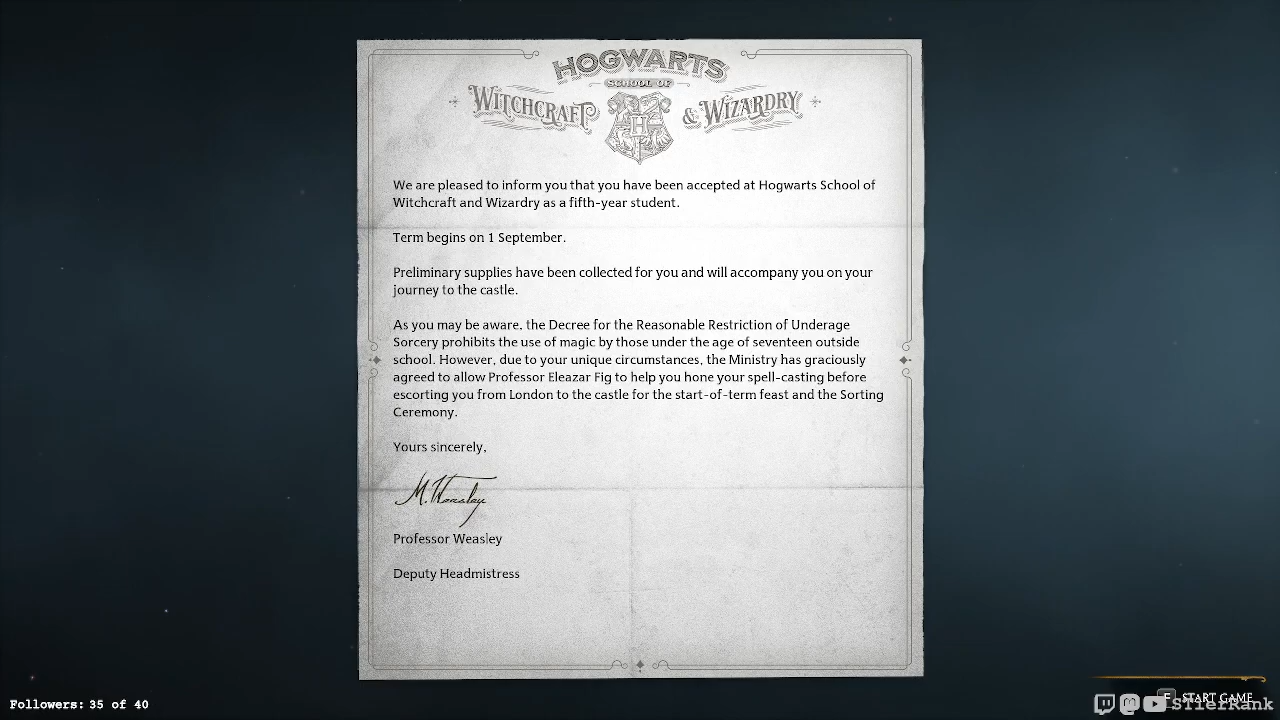 HOGWARTS
SCHOOL OF
WITCHCRAFT & WIZARDRY
H
We are pleased to inform you that you have been accepted at Hogwarts School of
Witchcraft and Wizardry as a fifth-year student.
Term begins on 1 September.
Preliminary supplies have been collected for you and will accompany you on your
journey to the castle.
As you may be aware, the Decree for the Reasonable Restriction of Underage
Sorcery prohibits the use of magic by those under the age of seventeen outside
school. However, due to your unique circumstances, the Ministry has graciously
agreed to allow Professor Eleazar Fig to help you hone your spell-casting before
escorting you from London to the castle for the start-of-term feast and the Sorting
Ceremony.
Yours sincerely,
M. Weasley
Professor Weasley
Deputy Headmistress
Followers: 35 of 40
START GAME